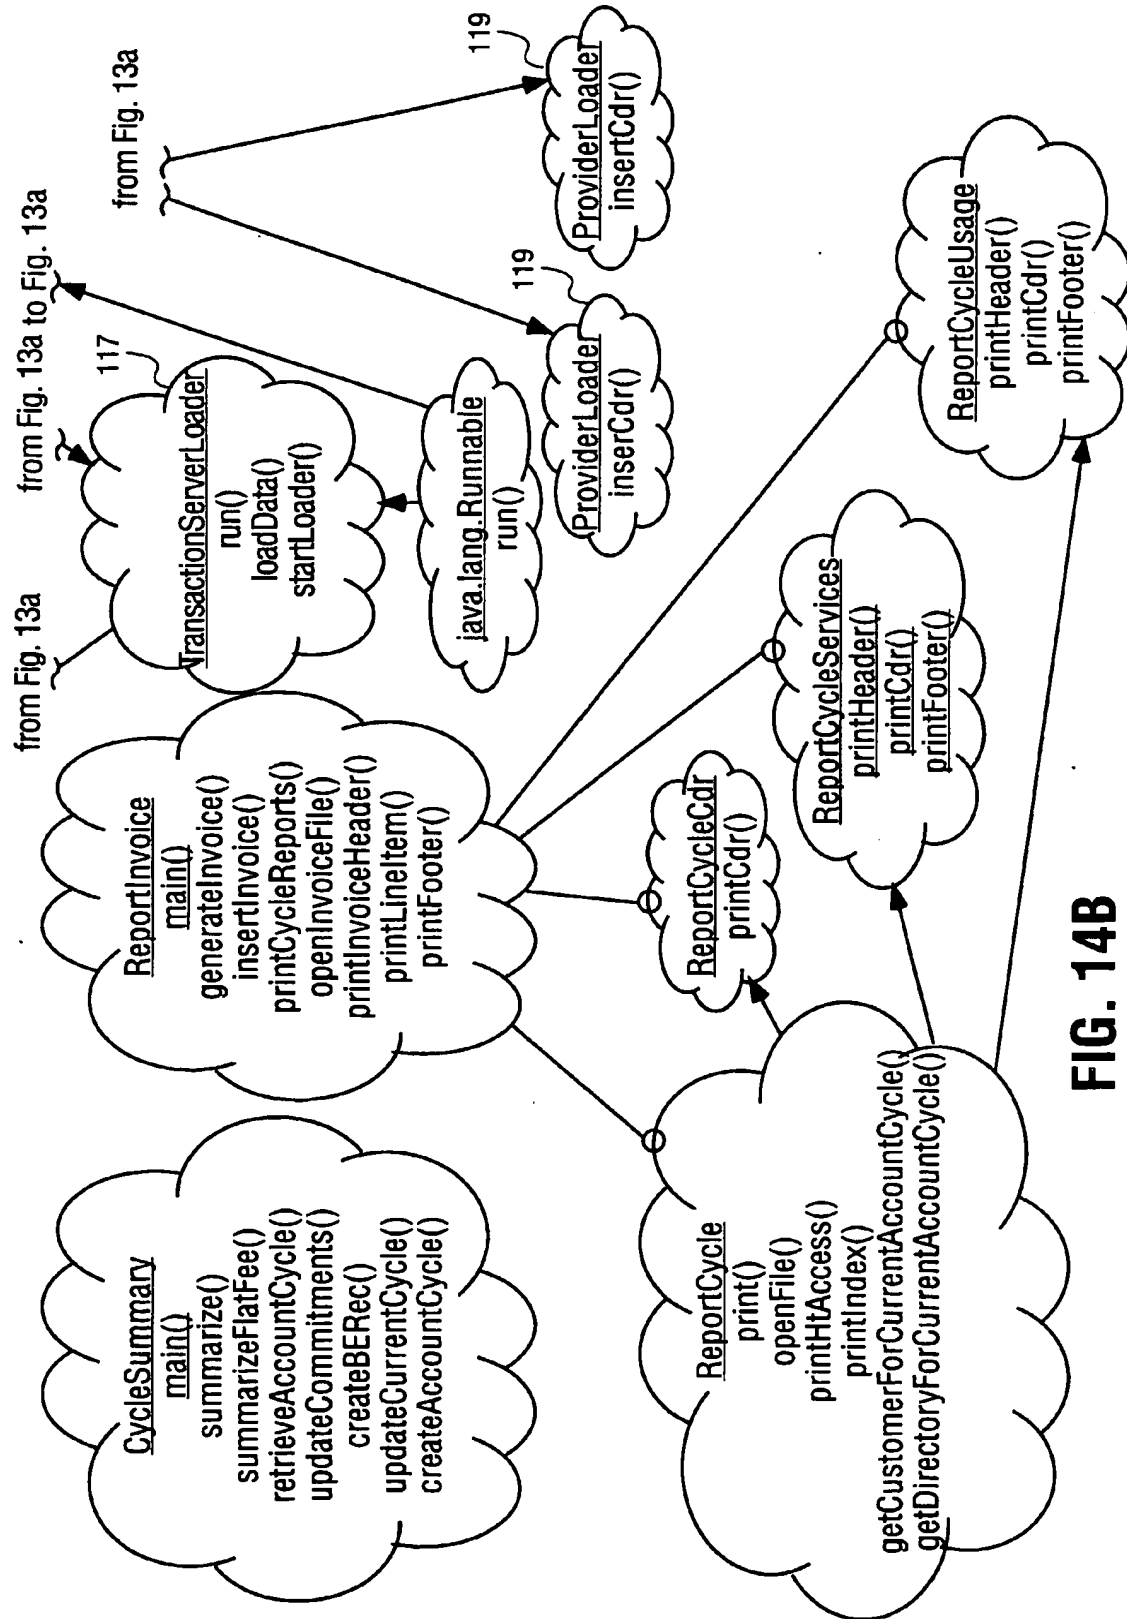 CycleSummary
main()
summarize()
summarizeFlatFee()
retrieveAccountCycle()
updateCommitments()
createBERec()
updateCurrentCycle()
createAccountCycle()
ReportInvoice
main()
generateInvoice()
insertInvoice()
printCycleReports()
openInvoiceFile()
printInvoiceHeader()
printLineItem()
printFooter()
from Fig. 13a
from Fig. 13a to Fig. 13a
117
TransactionServerLoader
run()
loadData()
startLoader()
java.lang.Runnable
run()
from Fig. 13a
119
ProviderLoader
inserCdr()
119
ProviderLoader
insertCdr()
ReportCycle
print()
openFile()
printHtAccess()
printIndex()
getCustomerForCurrentAccountCycle()
getDirectoryForCurrentAccountCycle()
ReportCycleCdr
printCdr()
ReportCycleServices
printHeader()
printCdr()
printFooter()
ReportCycleUsage
printHeader()
printCdr()
printFooter()
FIG. 14B